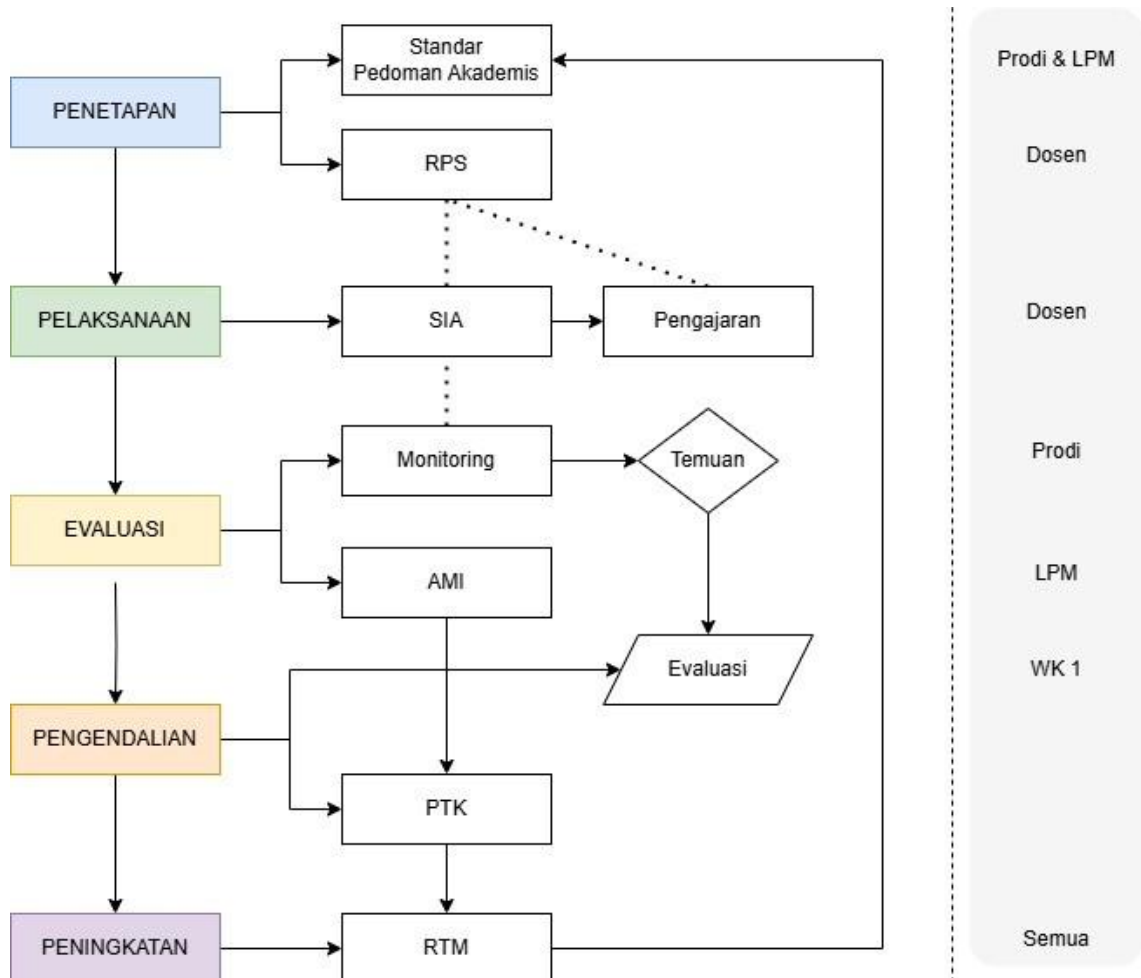 Standar
Pedoman Akademis
Prodi & LPM
PENETAPAN
RPS
Dosen
PELAKSANAAN
SIA
Pengajaran
Dosen
Monitoring
Temuan
Prodi
EVALUASI
AMI
LPM
Evaluasi
WK 1
PENGENDALIAN
PTK
PENINGKATAN
RTM
Semua